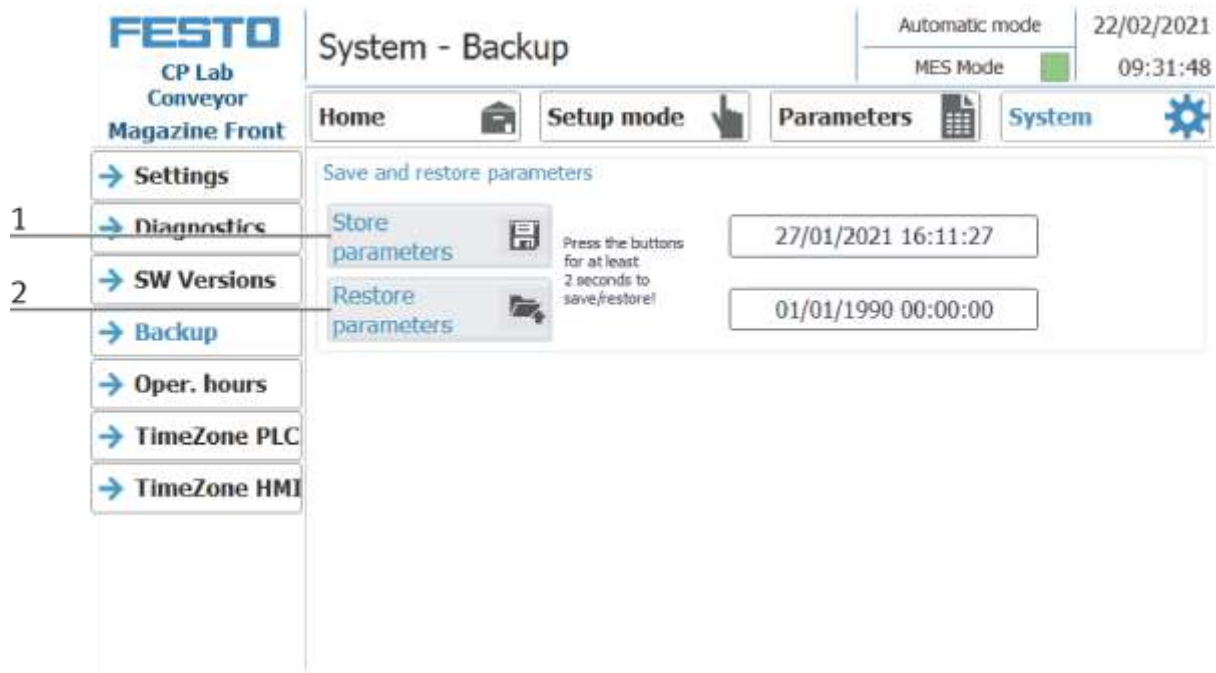 FESTO
CP Lab
Conveyor
Magazine Front
System - Backup
Automatic mode
MES Mode
22/02/2021
09:31:48
Home
Setup mode
Parameters
System
Settings
Diagnostics
SW Versions
Backup
Oper. hours
TimeZone PLC
TimeZone HMI
Save and restore parameters
1
Store
parameters
Press the buttons
for at least
2 seconds to
save/restore!
27/01/2021 16:11:27
2
Restore
parameters
01/01/1990 00:00:00